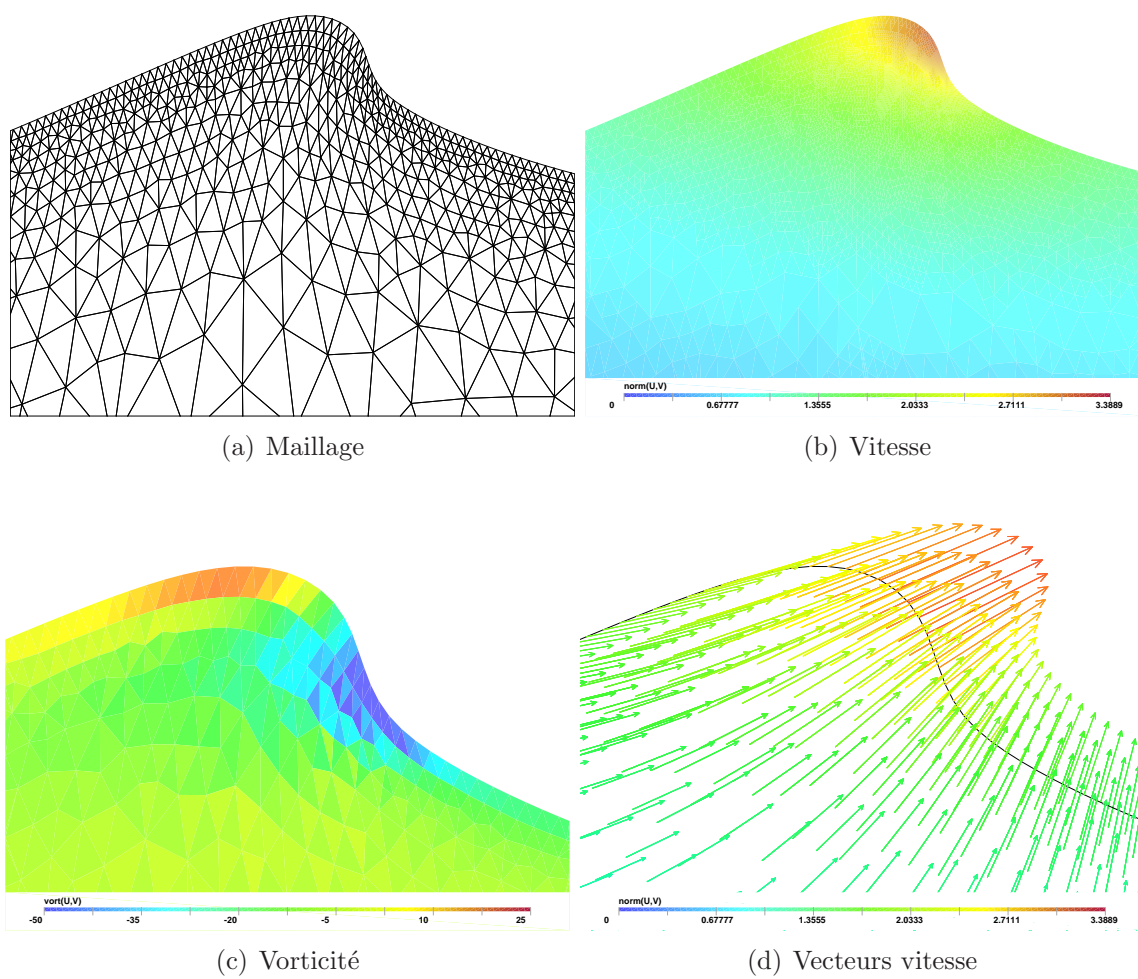 (a) Maillage
norm(U,V)
0 0.67777 1.3555 2.0333 2.7111 3.3889
(b) Vitesse
vort(U,V)
-50 -35 -20 -5 10 25
(c) Vorticité
norm(U,V)
0 0.67777 1.3555 2.0333 2.7111 3.3889
(d) Vecteurs vitesse